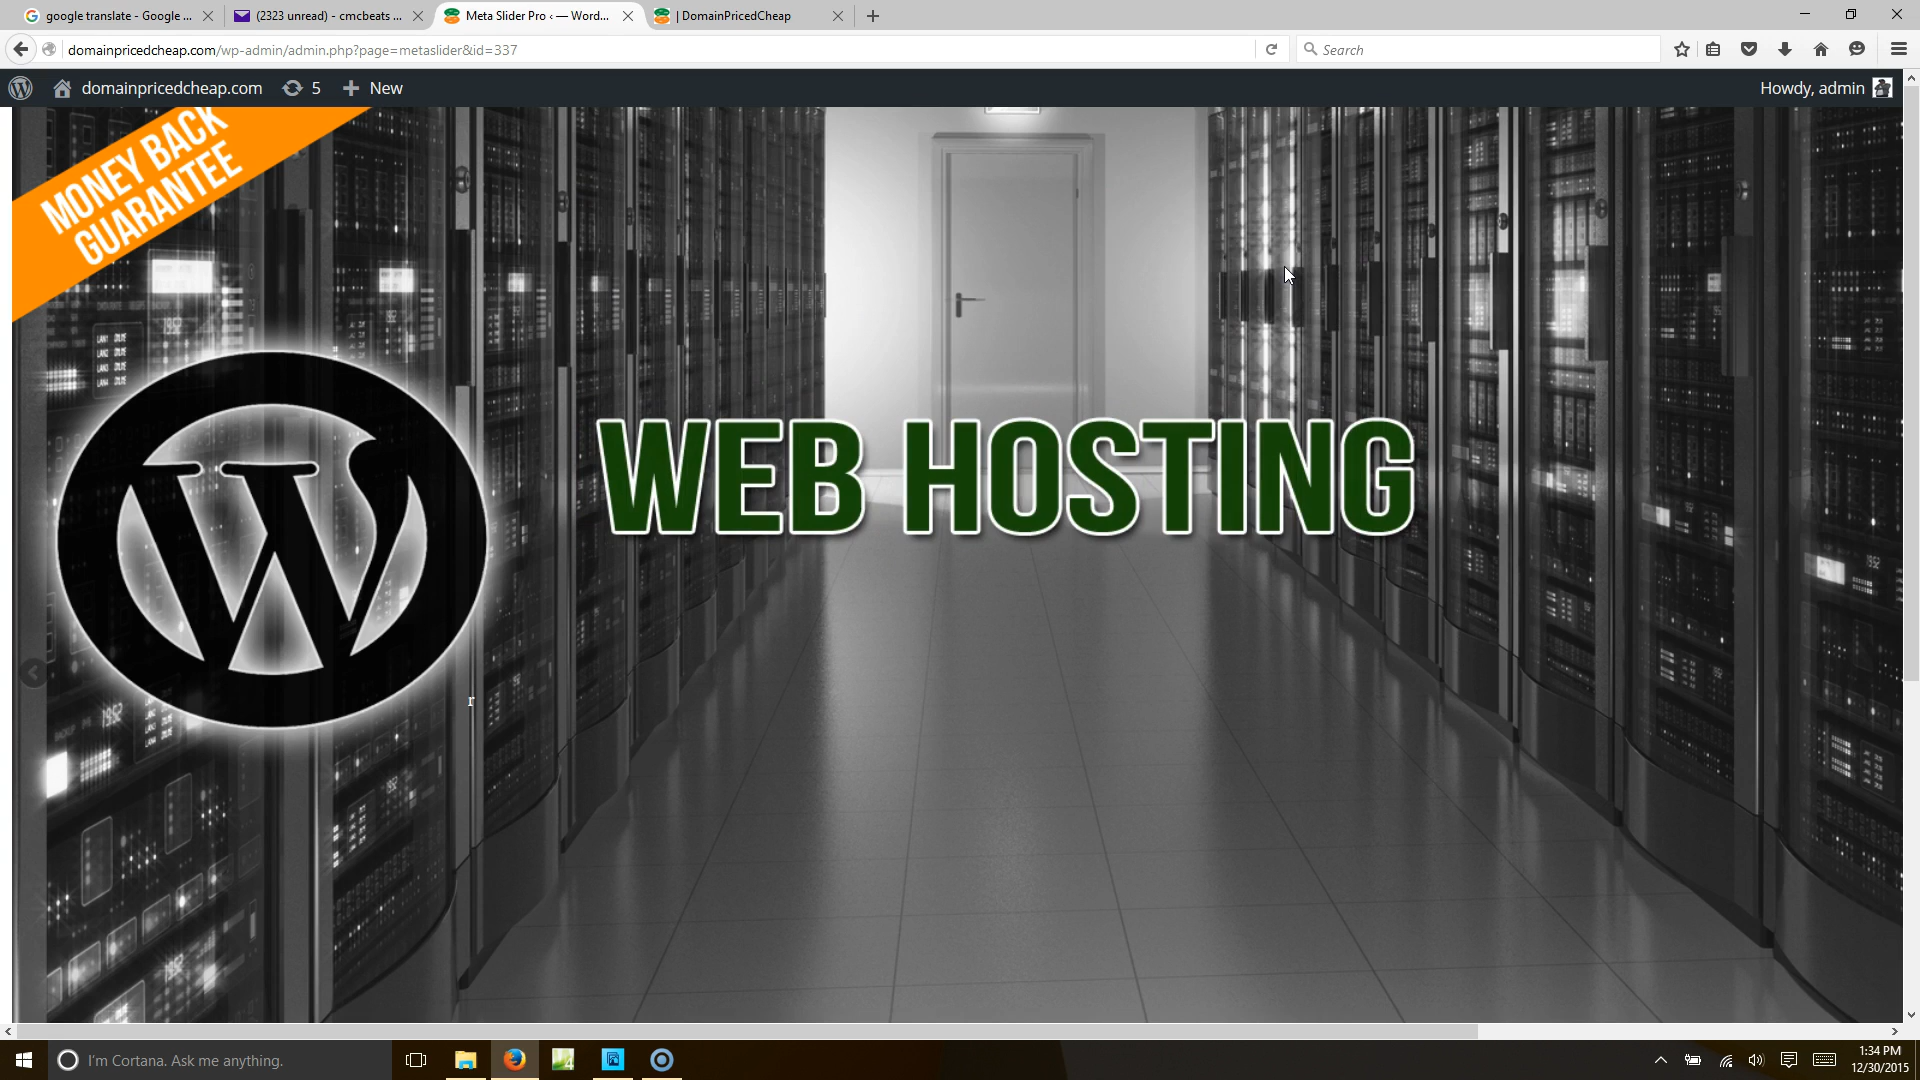 google translate - Google ...
(2323 unread) - cmcbeats ...
Meta Slider Pro ‹ — Word...
| DomainPricedCheap
domainpricedcheap.com/wp-admin/admin.php?page=metaslider&id=337
Search
domainpricedcheap.com
5
New
Howdy, admin
MONEY BACK
GUARANTEE
WEB HOSTING
r
I'm Cortana. Ask me anything.
1:34 PM
12/30/2015